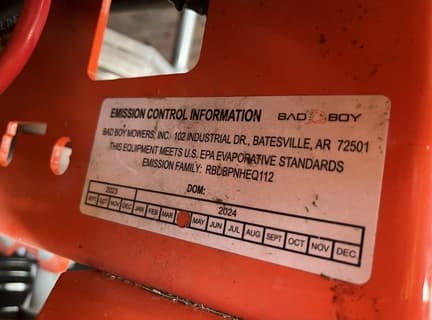 EMISSION CONTROL INFORMATION BAD BOY
BAD BOY MOWERS, INC. 102 INDUSTRIAL DR., BATESVILLE, AR 72501
THIS EQUIPMENT MEETS U.S. EPA EVAPORATIVE STANDARDS
EMISSION FAMILY: RBDBPNHEQ112
DOM:
2023 2024
SEPT OCT NOV DEC JAN FEB MAR MAY JUN JUL AUG SEPT OCT NOV DEC